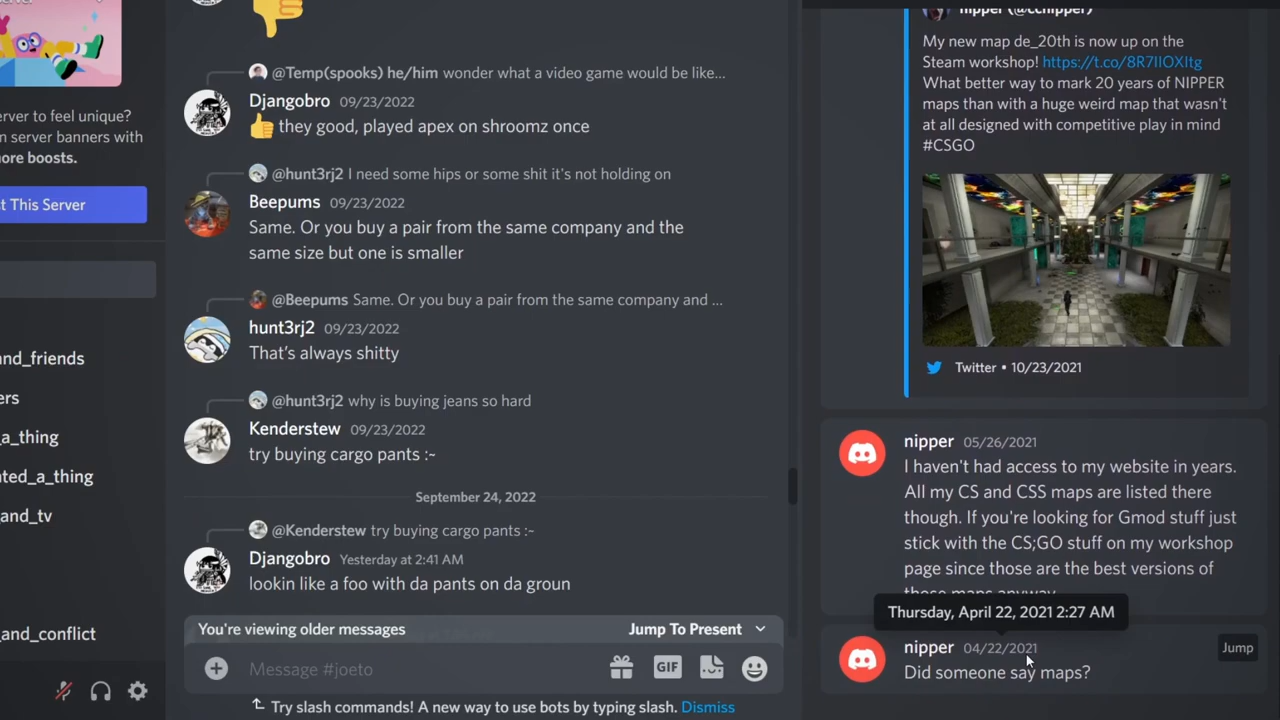 erver to feel unique?
server banners with
more boosts.
t This Server
and_friends
ers
a_thing
nted_a_thing
and_tv
and_conflict
@Temp(spooks) he/him wonder what a video game would be like...
Djangobro 09/23/2022
👍 they good, played apex on shroomz once
@hunt3rj2 I need some hips or some shit it's not holding on
Beepums 09/23/2022
Same. Or you buy a pair from the same company and the
same size but one is smaller
@Beepums Same. Or you buy a pair from the same company and ...
hunt3rj2 09/23/2022
That's always shitty
@hunt3rj2 why is buying jeans so hard
Kenderstew 09/23/2022
try buying cargo pants :~
September 24, 2022
@Kenderstew try buying cargo pants :~
Djangobro Yesterday at 2:41 AM
lookin like a foo with da pants on da groun
You're viewing older messages
Jump To Present
Message #joeto
GIF
Try slash commands! A new way to use bots by typing slash. Dismiss
nipper (@ccnipper)
My new map de_20th is now up on the
Steam workshop! https://t.co/8R7IIOXItg
What better way to mark 20 years of NIPPER
maps than with a huge weird map that wasn't
at all designed with competitive play in mind
#CSGO
Twitter • 10/23/2021
nipper 05/26/2021
I haven't had access to my website in years.
All my CS and CSS maps are listed there
though. If you're looking for Gmod stuff just
stick with the CS;GO stuff on my workshop
page since those are the best versions of
those maps anyway
Thursday, April 22, 2021 2:27 AM
nipper 04/22/2021
Jump
Did someone say maps?